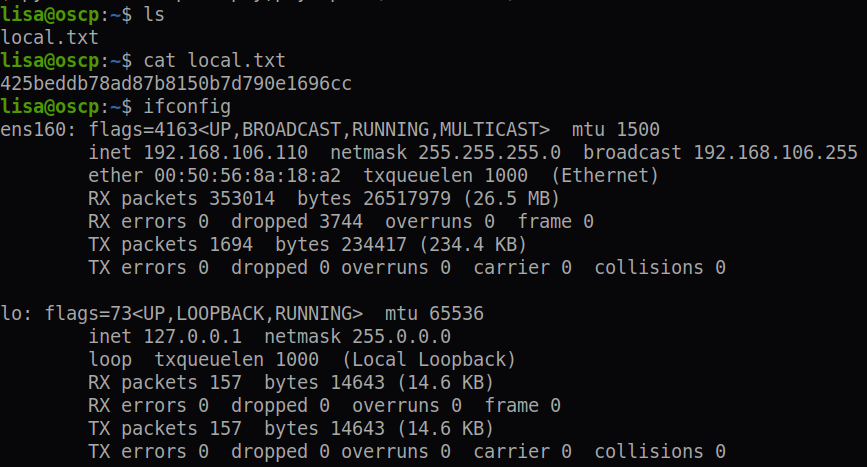 lisa@oscp:~$ ls
local.txt
lisa@oscp:~$ cat local.txt
425beddb78ad87b8150b7d790e1696cc
lisa@oscp:~$ ifconfig
ens160: flags=4163<UP,BROADCAST,RUNNING,MULTICAST>  mtu 1500
        inet 192.168.106.110  netmask 255.255.255.0  broadcast 192.168.106.255
        ether 00:50:56:8a:18:a2  txqueuelen 1000  (Ethernet)
        RX packets 353014  bytes 26517979 (26.5 MB)
        RX errors 0  dropped 3744  overruns 0  frame 0
        TX packets 1694  bytes 234417 (234.4 KB)
        TX errors 0  dropped 0 overruns 0  carrier 0  collisions 0

lo: flags=73<UP,LOOPBACK,RUNNING>  mtu 65536
        inet 127.0.0.1  netmask 255.0.0.0
        loop  txqueuelen 1000  (Local Loopback)
        RX packets 157  bytes 14643 (14.6 KB)
        RX errors 0  dropped 0  overruns 0  frame 0
        TX packets 157  bytes 14643 (14.6 KB)
        TX errors 0  dropped 0 overruns 0  carrier 0  collisions 0